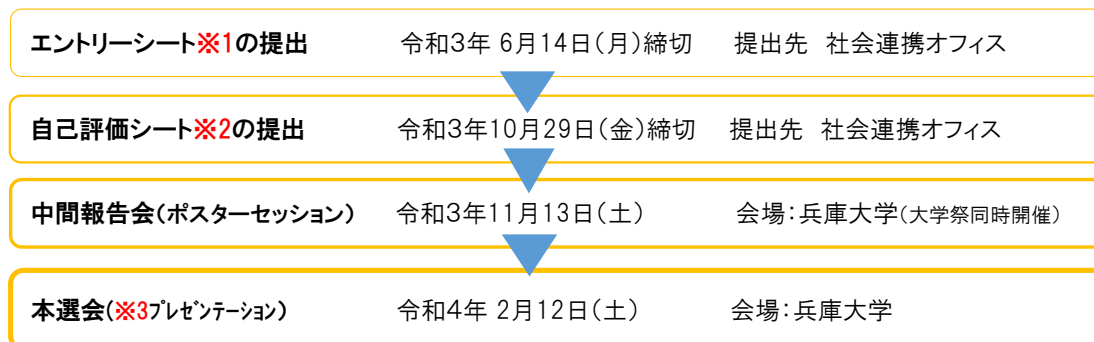 エントリーシート※1の提出 令和3年 6月14日(月)締切 提出先 社会連携オフィス
自己評価シート※2の提出 令和3年10月29日(金)締切 提出先 社会連携オフィス
中間報告会(ポスターセッション) 令和3年11月13日(土) 会場:兵庫大学(大学祭同時開催)
本選会(※3プレゼンテーション) 令和4年 2月12日(土) 会場:兵庫大学